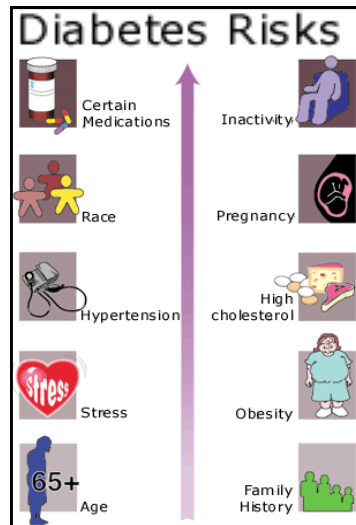 Diabetes Risks
Certain
Medications
Inactivity
Race
Pregnancy
Hypertension
High
cholesterol
stress
Stress
Obesity
65+
Age
Family
History